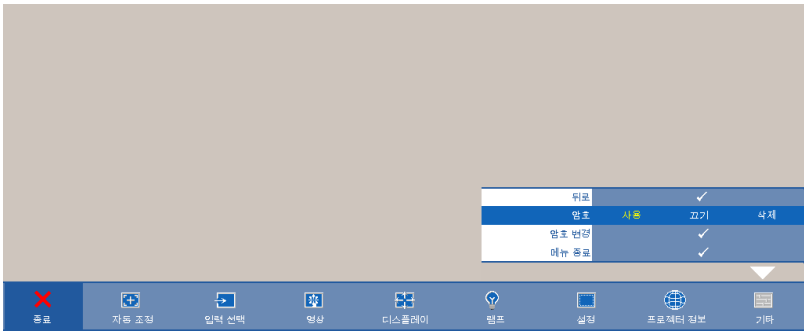 뒤로
암호 사용 끄기 삭제
암호 변경
메뉴 종료
종료 자동 조정 입력 선택 영상 디스플레이 램프 설정 프로젝터 정보 기타